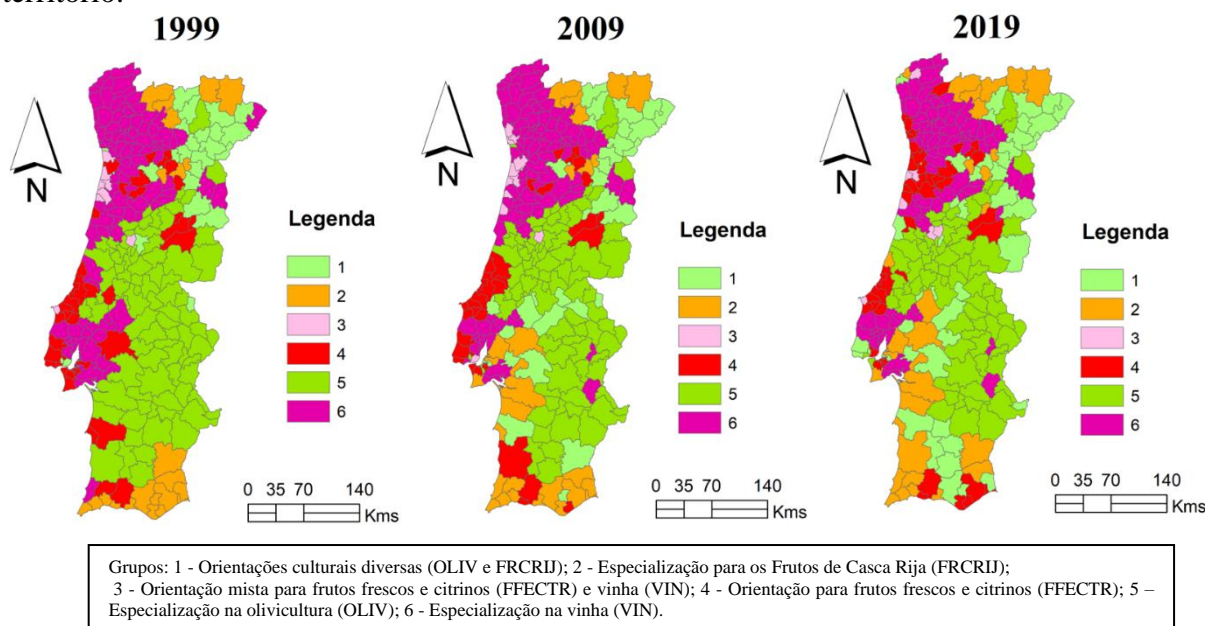 território.
1999
2009
2019
N
Legenda
1
2
3
4
5
6
0 35 70 140
Kms
N
Legenda
1
2
3
4
5
6
0 35 70 140
Kms
N
Legenda
1
2
3
4
5
6
0 35 70 140
Kms
Grupos: 1 - Orientações culturais diversas (OLIV e FRCRIJ); 2 - Especialização para os Frutos de Casca Rija (FRCRIJ);
3 - Orientação mista para frutos frescos e citrinos (FFECTR) e vinha (VIN); 4 - Orientação para frutos frescos e citrinos (FFECTR); 5 –
Especialização na olivicultura (OLIV); 6 - Especialização na vinha (VIN).